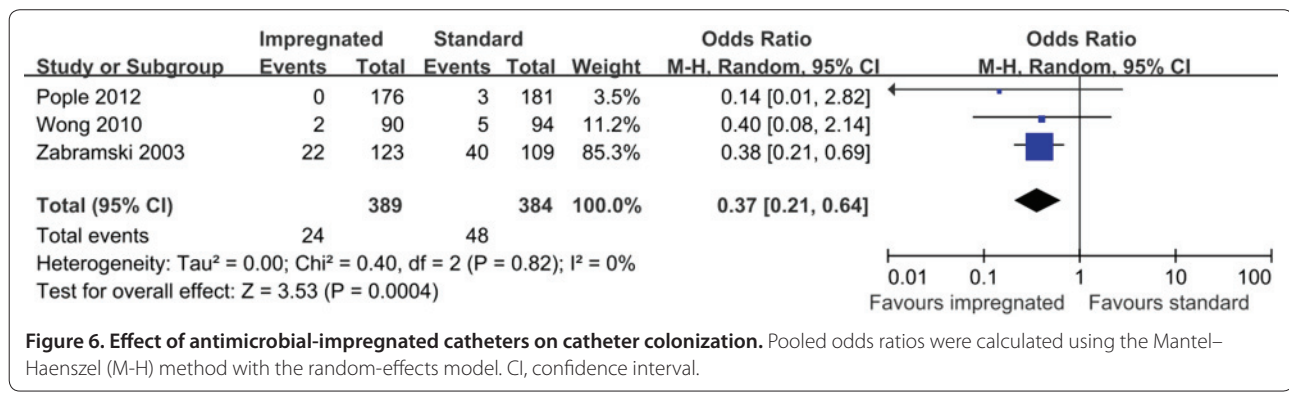 Impregnated Standard Odds Ratio Odds Ratio
Study or Subgroup Events Total Events Total Weight M-H, Random, 95% CI M-H, Random, 95% CI
Pople 2012 0 176 3 181 3.5% 0.14 [0.01, 2.82]
Wong 2010 2 90 5 94 11.2% 0.40 [0.08, 2.14]
Zabramski 2003 22 123 40 109 85.3% 0.38 [0.21, 0.69]
Total (95% CI) 389 384 100.0% 0.37 [0.21, 0.64]
Total events 24 48
Heterogeneity: Tau² = 0.00; Chi² = 0.40, df = 2 (P = 0.82); I² = 0%
Test for overall effect: Z = 3.53 (P = 0.0004)
0.01 0.1 1 10 100
Favours impregnated Favours standard
Figure 6. Effect of antimicrobial-impregnated catheters on catheter colonization. Pooled odds ratios were calculated using the Mantel–
Haenszel (M-H) method with the random-effects model. CI, confidence interval.